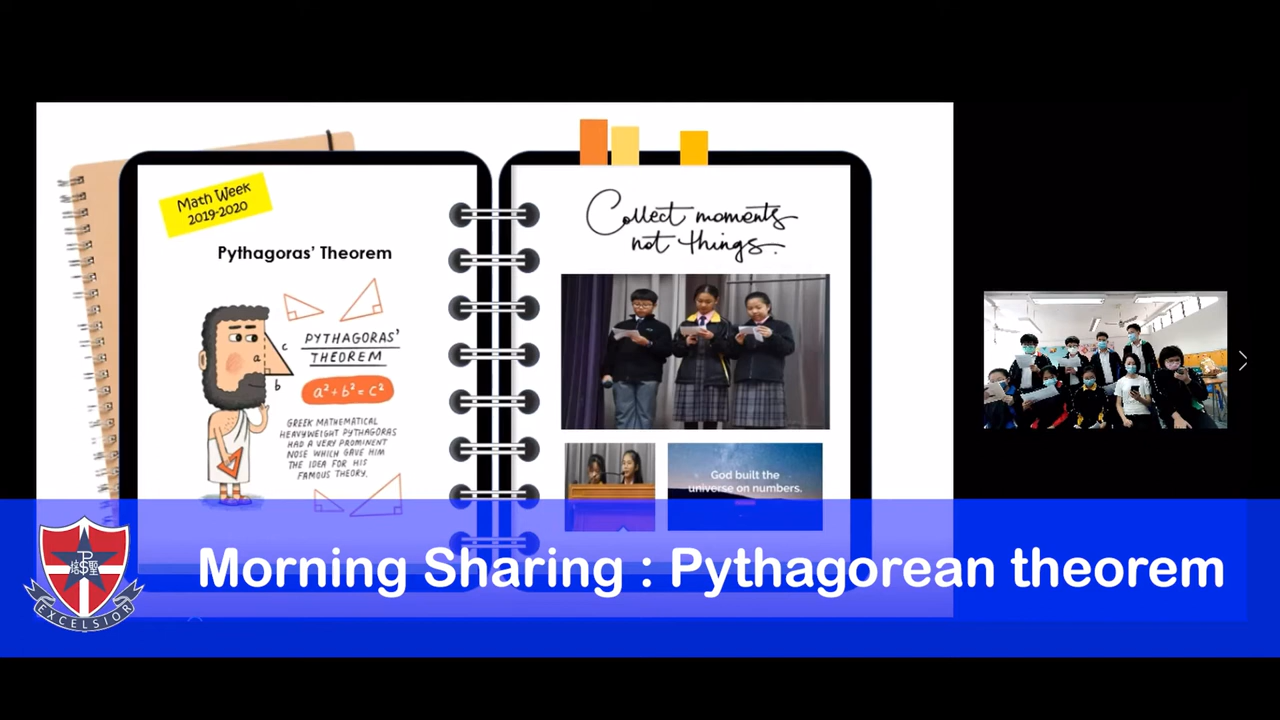 Math Week
2019-2020
Pythagoras' Theorem
c
a
b
PYTHAGORAS'
THEOREM
a²+b²=c²
GREEK MATHEMATICAL
HEAVYWEIGHT PYTHAGORAS
HAD A VERY PROMINENT
NOSE WHICH GAVE HIM
THE IDEA FOR HIS
FAMOUS THEORY.
Collect moments
not things.
God built the
universe on numbers.
Morning Sharing : Pythagorean theorem
培聖
EXCELSIOR